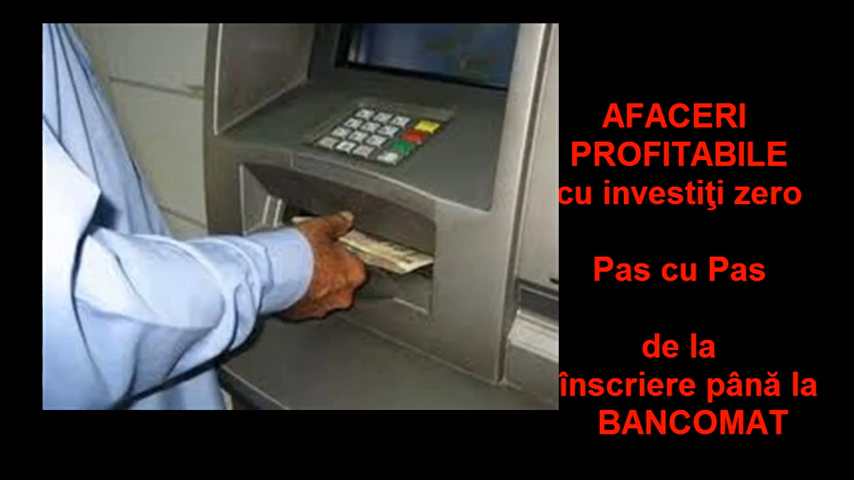 AFACERI
PROFITABILE
cu investiţi zero
Pas cu Pas
de la
înscriere până la
BANCOMAT